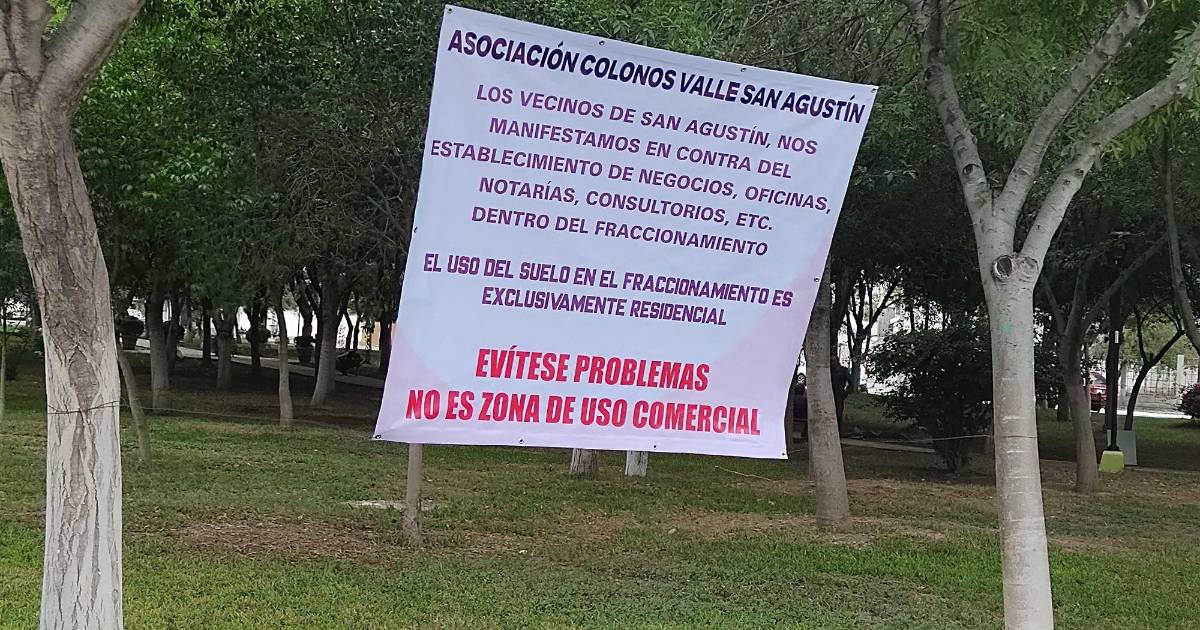 ASOCIACIÓN COLONOS VALLE SAN AGUSTÍN
LOS VECINOS DE SAN AGUSTÍN, NOS
MANIFESTAMOS EN CONTRA DEL
ESTABLECIMIENTO DE NEGOCIOS, OFICINAS,
NOTARÍAS, CONSULTORIOS, ETC.
DENTRO DEL FRACCIONAMIENTO
EL USO DEL SUELO EN EL FRACCIONAMIENTO ES
EXCLUSIVAMENTE RESIDENCIAL
EVÍTESE PROBLEMAS
NO ES ZONA DE USO COMERCIAL